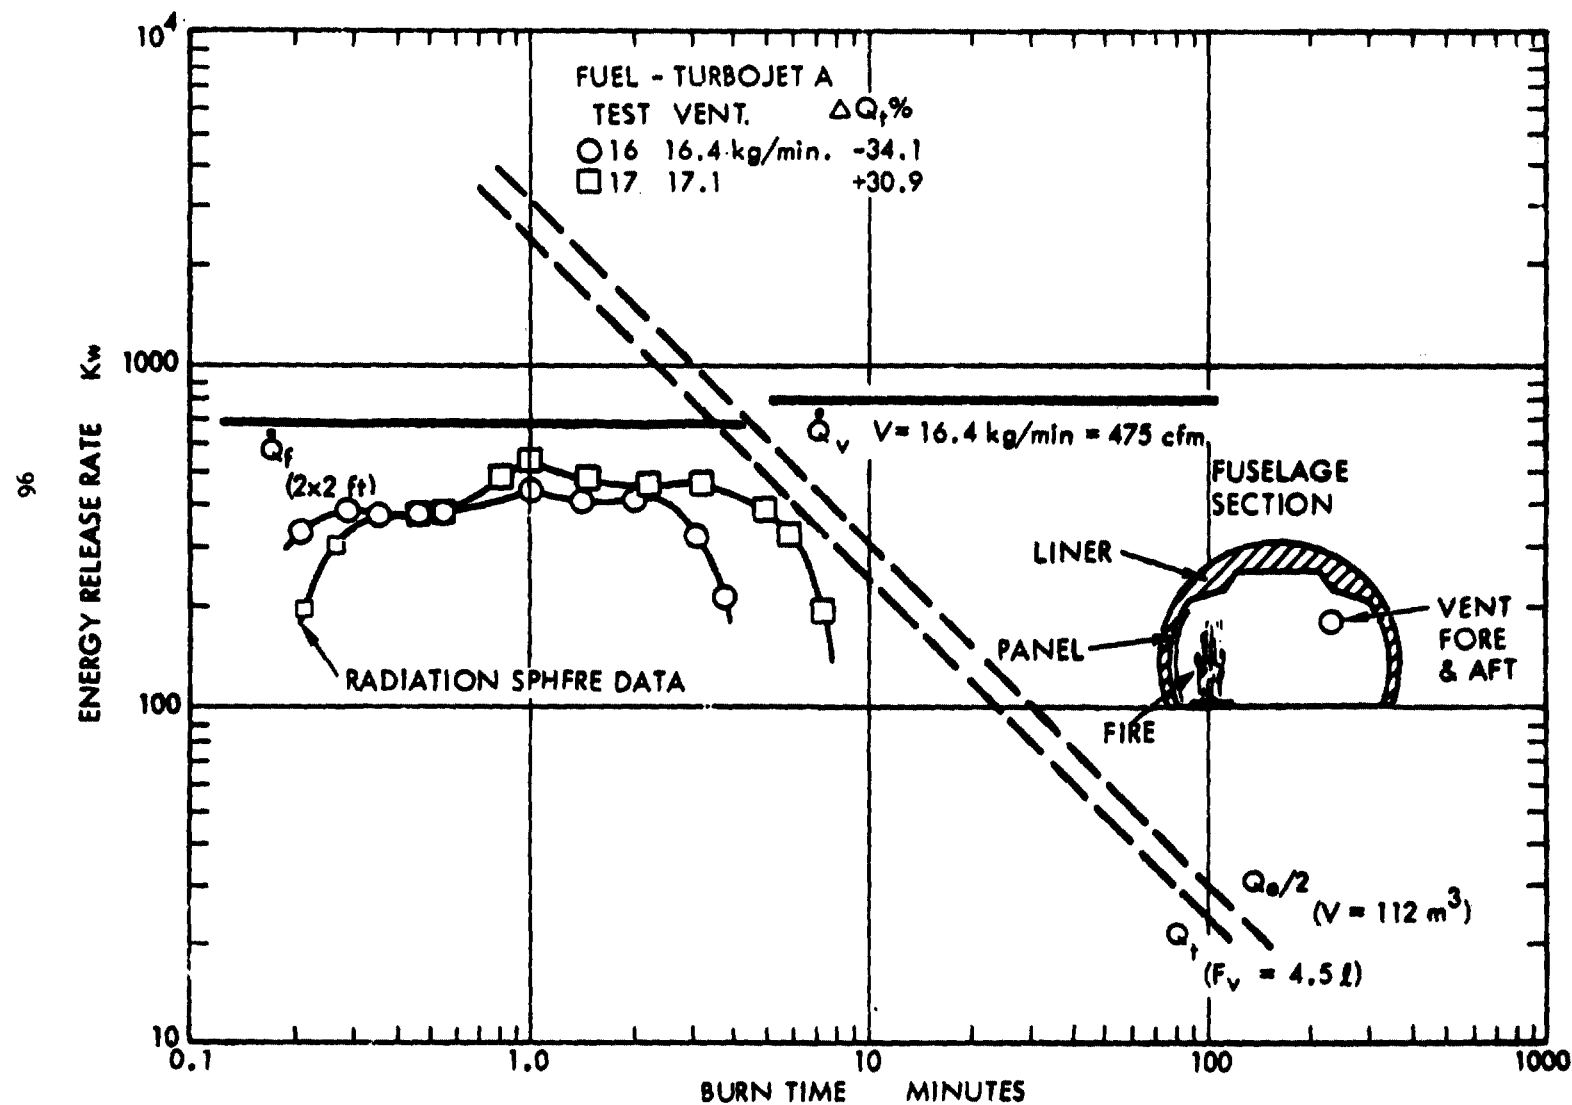 10⁴
FUEL - TURBOJET A
TEST VENT. ΔQₜ%
16 16.4 kg/min. -34.1
17 17.1 +30.9
1000
Q̇f
(2x2 ft)
Q̇v V = 16.4 kg/min = 475 cfm
FUSELAGE
SECTION
LINER
PANEL
VENT
FORE
& AFT
FIRE
RADIATION SPHFRE DATA
100
Qe/2
(V = 112 m³)
Qₜ
(Fv = 4.5 ℓ)
10
0.1 1.0 10 100 1000
BURN TIME MINUTES
ENERGY RELEASE RATE Kw
96